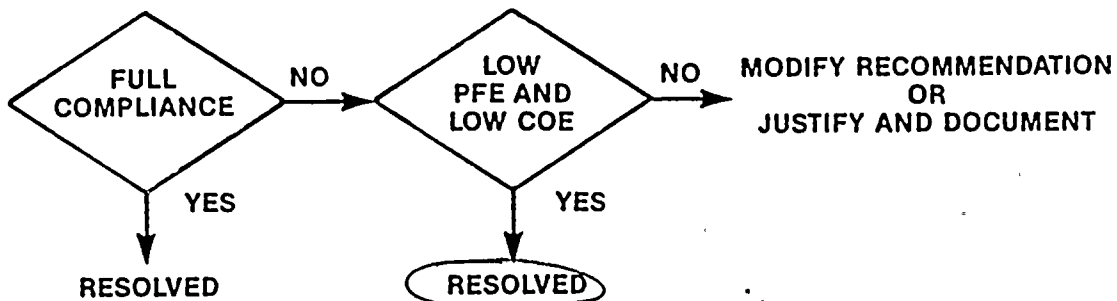 FULL
COMPLIANCE
NO
LOW
PFE AND
LOW COE
NO
MODIFY RECOMMENDATION
OR
JUSTIFY AND DOCUMENT
YES
YES
RESOLVED
RESOLVED